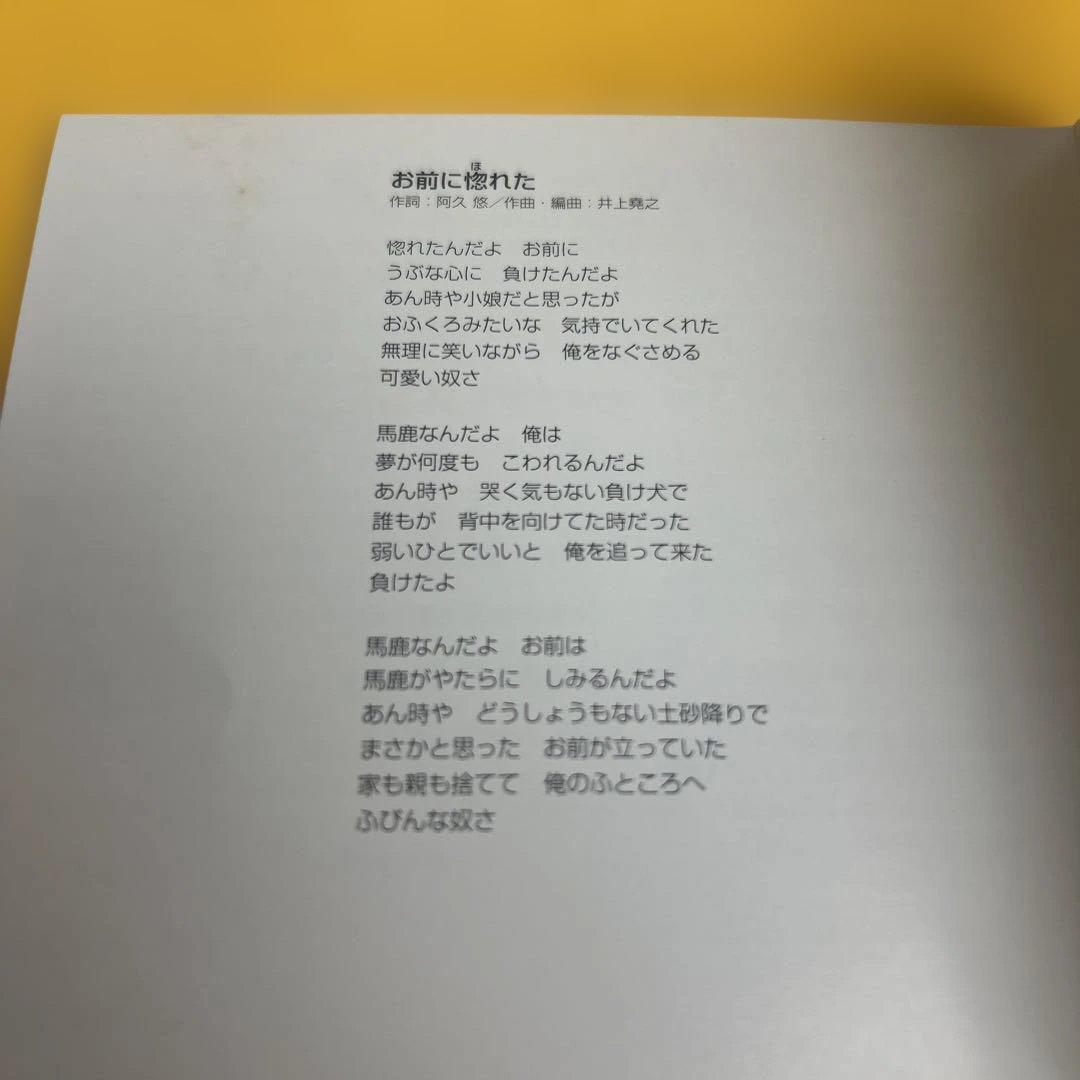 お前に惚れた
作詞：阿久 悠／作曲・編曲：井上堯之
惚れたんだよ　お前に
うぶな心に　負けたんだよ
あん時や小娘だと思ったが
おふくろみたいな　気持でいてくれた
無理に笑いながら　俺をなぐさめる
可愛い奴さ
馬鹿なんだよ　俺は
夢が何度も　こわれるんだよ
あん時や　哭く気もない負け犬で
誰もが　背中を向けてた時だった
弱いひとでいいと　俺を追って来た
負けたよ
馬鹿なんだよ　お前は
馬鹿がやたらに　しみるんだよ
あん時や　どうしょうもない土砂降りで
まさかと思った　お前が立っていた
家も親も捨てて　俺のふところへ
ふびんな奴さ